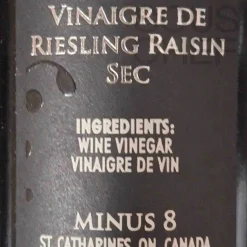 VINAIGRE DE
RIESLING RAISIN
SEC
INGREDIENTS:
WINE VINEGAR
VINAIGRE DE VIN
MINUS 8
ST. CATHARINES, ON, CANADA